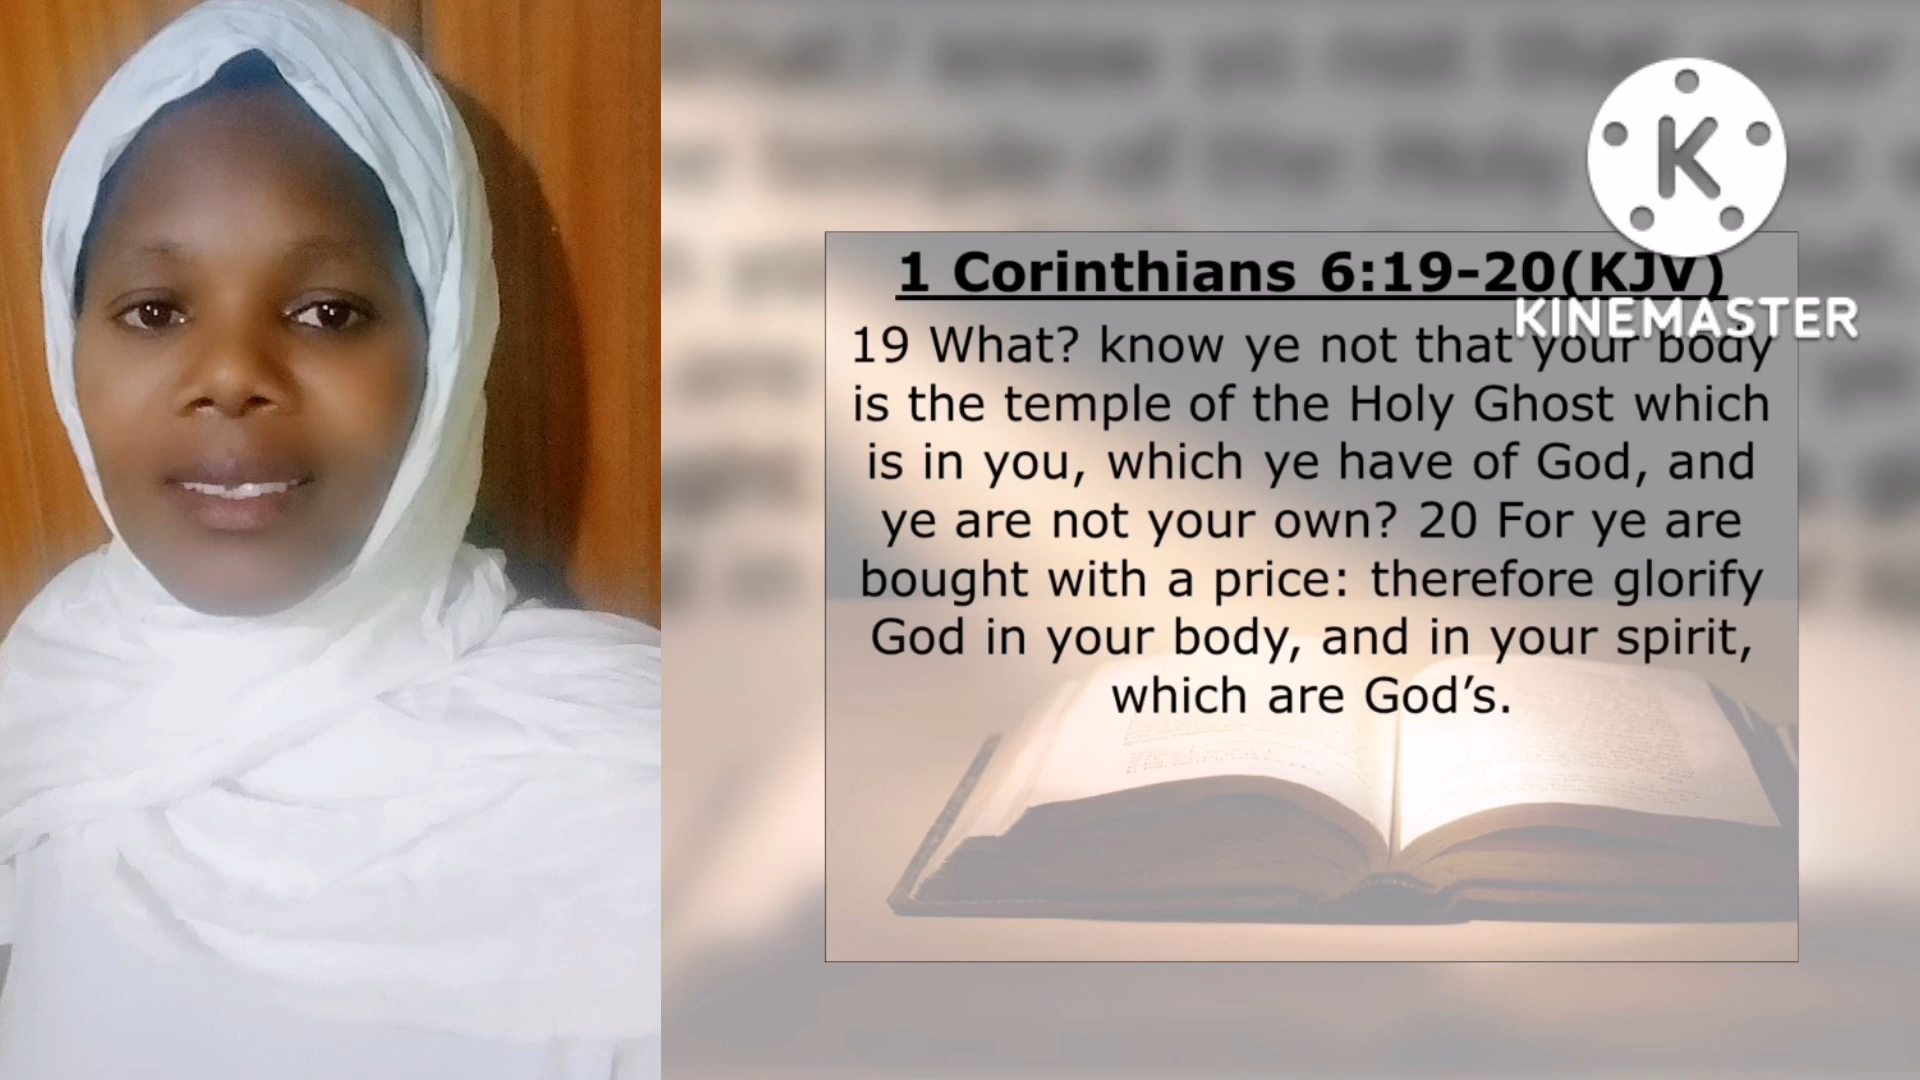 K
KINEMASTER
1 Corinthians 6:19-20(KJV)
19 What? know ye not that your body
is the temple of the Holy Ghost which
is in you, which ye have of God, and
ye are not your own? 20 For ye are
bought with a price: therefore glorify
God in your body, and in your spirit,
which are God’s.